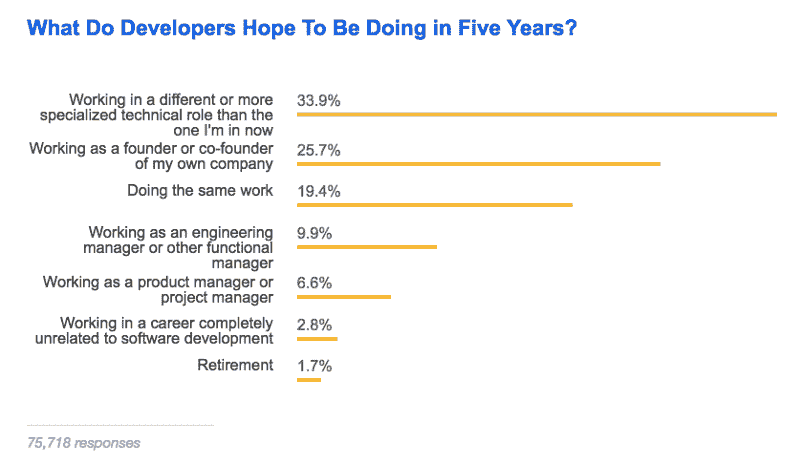 What Do Developers Hope To Be Doing in Five Years?
Working in a different or more
specialized technical role than the
one I'm in now
33.9%
Working as a founder or co-founder
of my own company
25.7%
Doing the same work
19.4%
Working as an engineering
manager or other functional
manager
9.9%
Working as a product manager or
project manager
6.6%
Working in a career completely
unrelated to software development
2.8%
Retirement
1.7%
75,718 responses